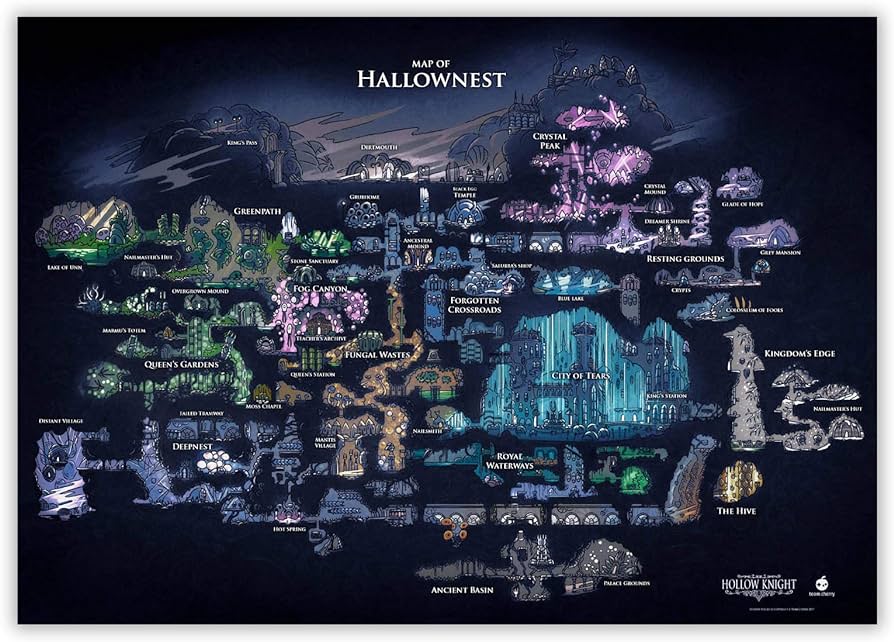 MAP OF
HALLOWNEST
KING'S PASS
DIRTMOUTH
CRYSTAL
PEAK
GRUBHOME
BLACK EGG
TEMPLE
CRYSTAL
MOUND
GLADE OF HOPE
GREENPATH
DREAMER SHRINE
ANCESTRAL
MOUND
LAKE OF UNN
NAILMASTER'S HUT
STONE SANCTUARY
SALUBRA'S SHOP
RESTING GROUNDS
GREY MANSION
OVERGROWN MOUND
FOG CANYON
FORGOTTEN
CROSSROADS
BLUE LAKE
CRYPTS
COLOSSEUM OF FOOLS
MARMU'S TOTEM
TEACHER'S ARCHIVE
QUEEN'S GARDENS
FUNGAL WASTES
KINGDOM'S EDGE
QUEEN'S STATION
CITY OF TEARS
KING'S STATION
MOSS CHAPEL
NAILMASTER'S HUT
DISTANT VILLAGE
FAILED TRAMWAY
DEEPNEST
MANTIS
VILLAGE
NAILSMITH
ROYAL
WATERWAYS
THE HIVE
HOT SPRING
ANCIENT BASIN
PALACE GROUNDS
HOLLOW KNIGHT
team cherry